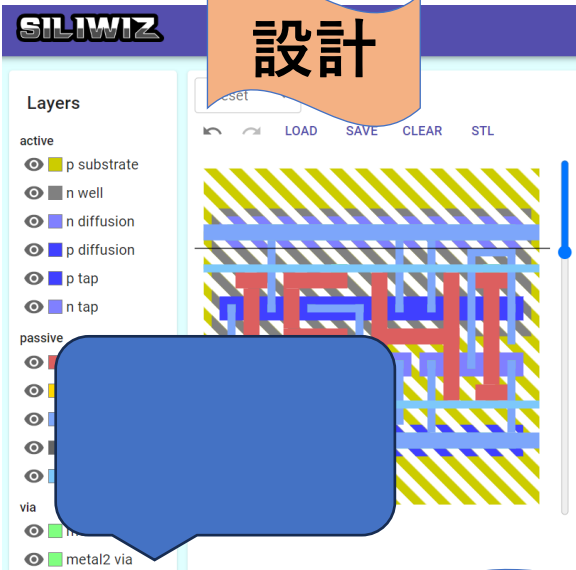 SILIWIZ
設計
Layers
LOAD SAVE CLEAR STL
active
p substrate
n well
n diffusion
p diffusion
p tap
n tap
passive
via
metal2 via